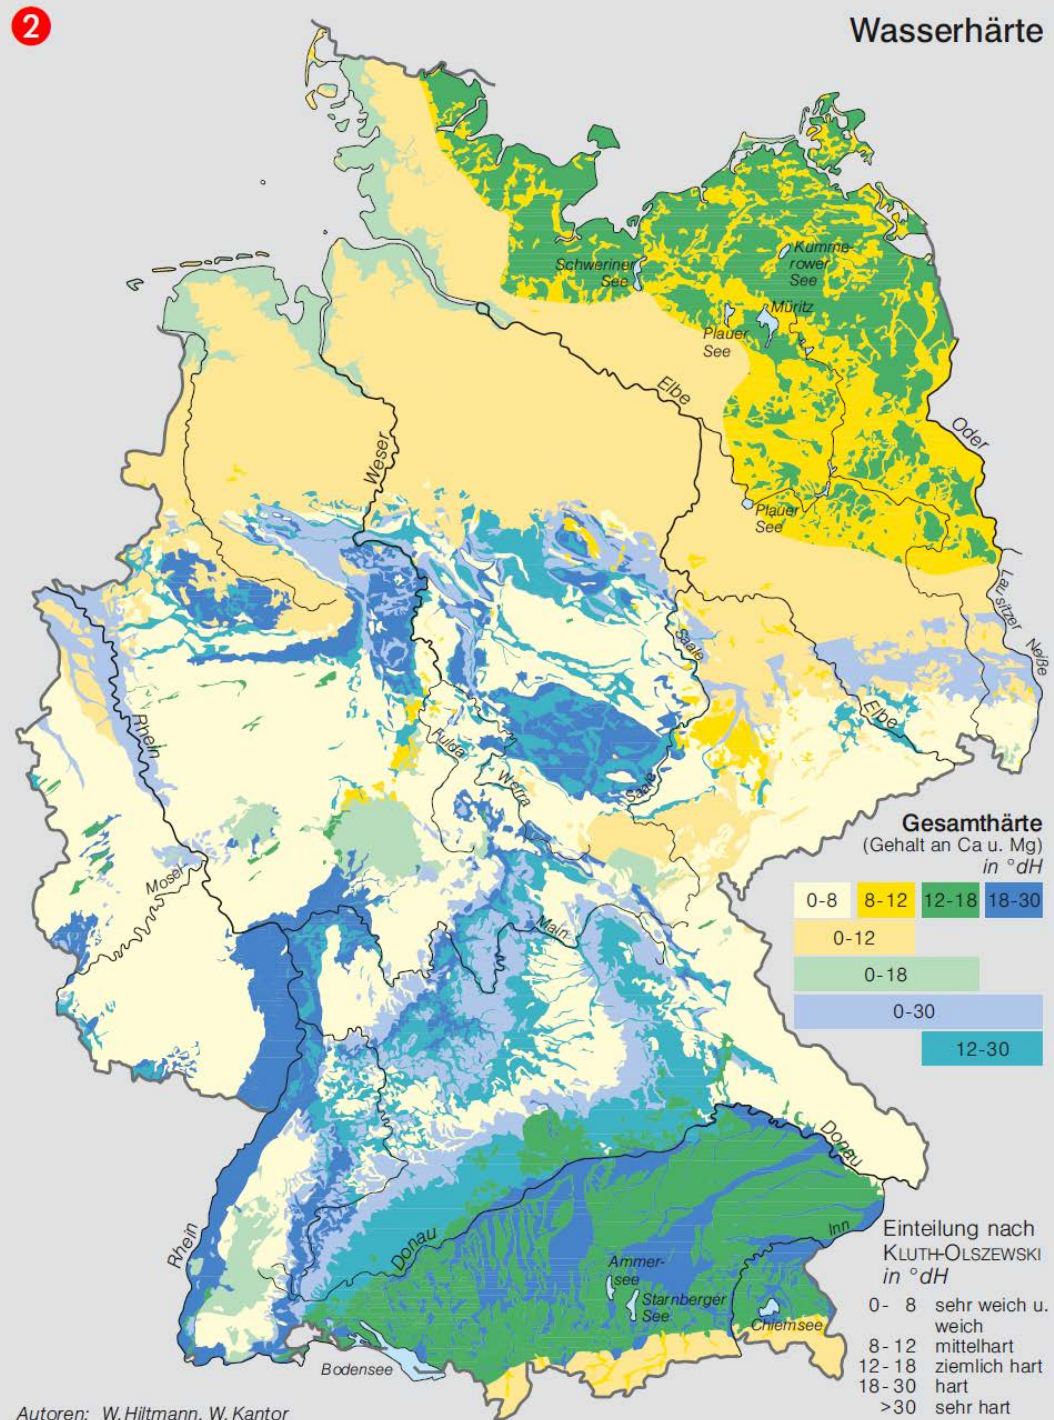 2
Wasserhärte
Schweriner
See
Kumme-
rower
See
Müritz
Plauer
See
Elbe
Oder
Weser
Plauer
See
Lausitzer
Neiße
Saale
Elbe
Rhein
Fulda
Werra
Saale
Mosel
Main
Gesamthärte
(Gehalt an Ca u. Mg)
in °dH
0-8 8-12 12-18 18-30
0-12
0-18
0-30
12-30
Donau
Rhein
Donau
Inn
Ammer-
see
Starnberger
See
Chiemsee
Bodensee
Einteilung nach
KLUTH-OLSZEWSKI
in °dH
0- 8 sehr weich u.
weich
8-12 mittelhart
12-18 ziemlich hart
18-30 hart
>30 sehr hart
Autoren: W.Hiltmann, W.Kantor